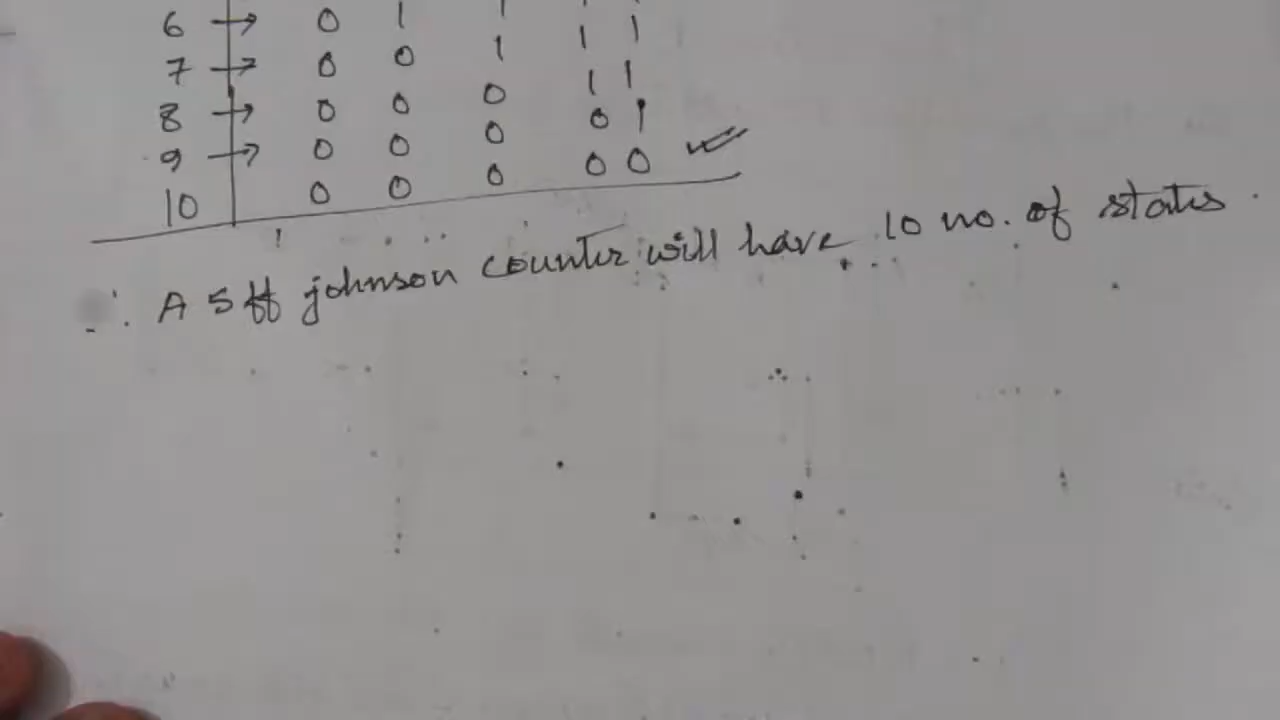 6 → 0 1 1 1 1
7 → 0 0 1 1 1
8 → 0 0 0 1 1
9 → 0 0 0 0 1
10 0 0 0 0 0 ✓
∴ A 5 ff johnson counter will have 10 no. of states.